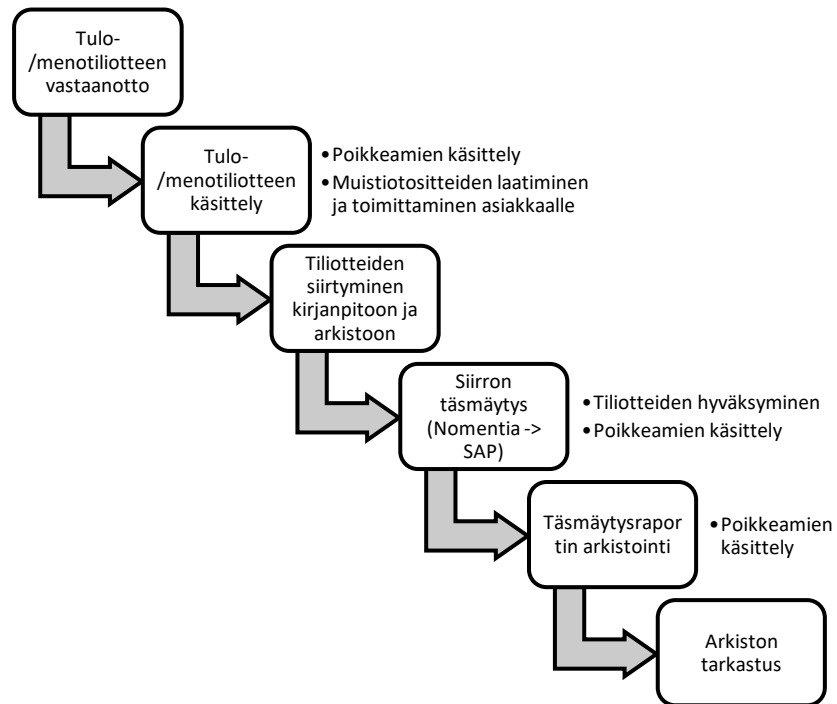 Tulo-
/menotiliotteen
vastaanotto
Tulo-
/menotiliotteen
käsittely
•Poikkeamien käsittely
•Muistiotositteiden laatiminen
ja toimittaminen asiakkaalle
Tiliotteiden
siirtyminen
kirjanpitoon ja
arkistoon
Siirron
täsmäytys
(Nomentia ->
SAP)
•Tiliotteiden hyväksyminen
•Poikkeamien käsittely
Täsmäytysrapor
tin arkistointi
•Poikkeamien
käsittely
Arkiston
tarkastus